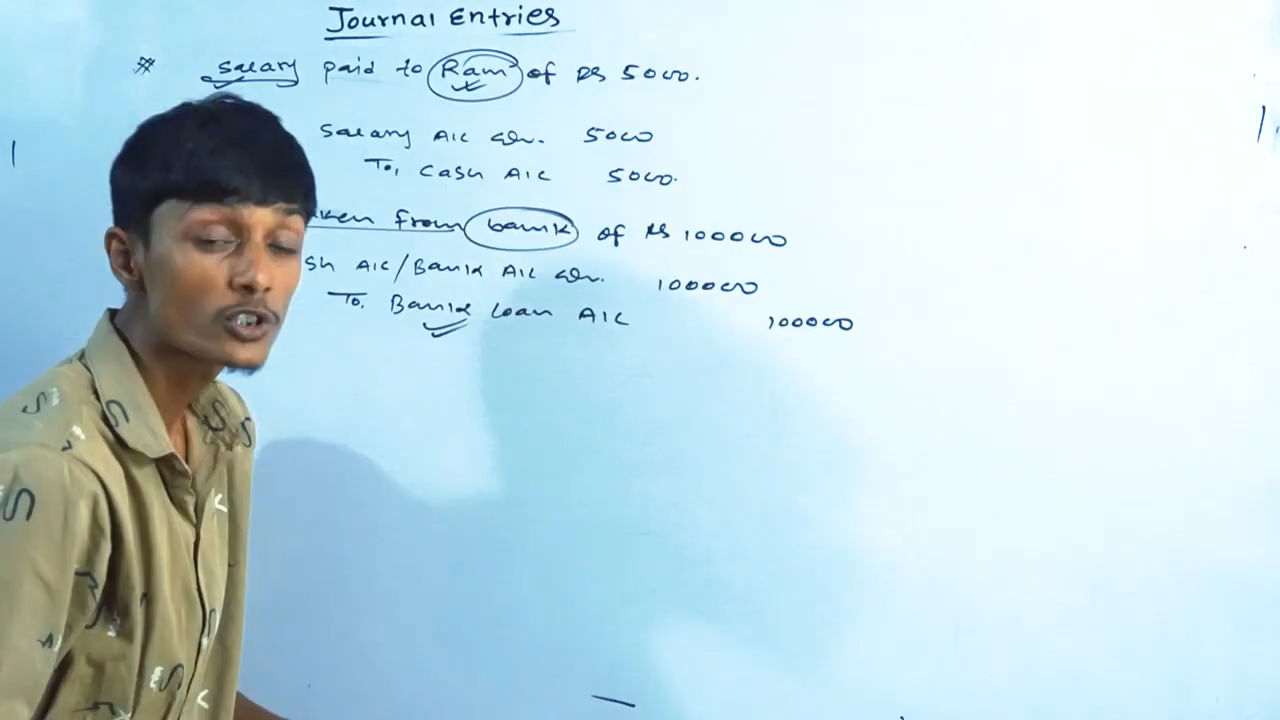 Journal Entries
* Salary paid to Ram of Rs 5000.
Salary A/c Dr. 5000
To, Cash A/c 5000.
ken from bank of Rs 100000
sh A/c/Bank A/c Dr. 100000
To. Bank loan A/c 100000